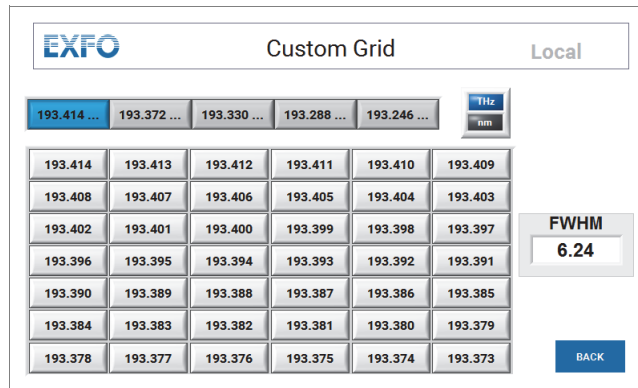 EXFO Custom Grid Local
193.414 ... 193.372 ... 193.330 ... 193.288 ... 193.246 ... THz
nm
193.414 193.413 193.412 193.411 193.410 193.409
193.408 193.407 193.406 193.405 193.404 193.403
193.402 193.401 193.400 193.399 193.398 193.397
FWHM
193.396 193.395 193.394 193.393 193.392 193.391
6.24
193.390 193.389 193.388 193.387 193.386 193.385
193.384 193.383 193.382 193.381 193.380 193.379
193.378 193.377 193.376 193.375 193.374 193.373
BACK